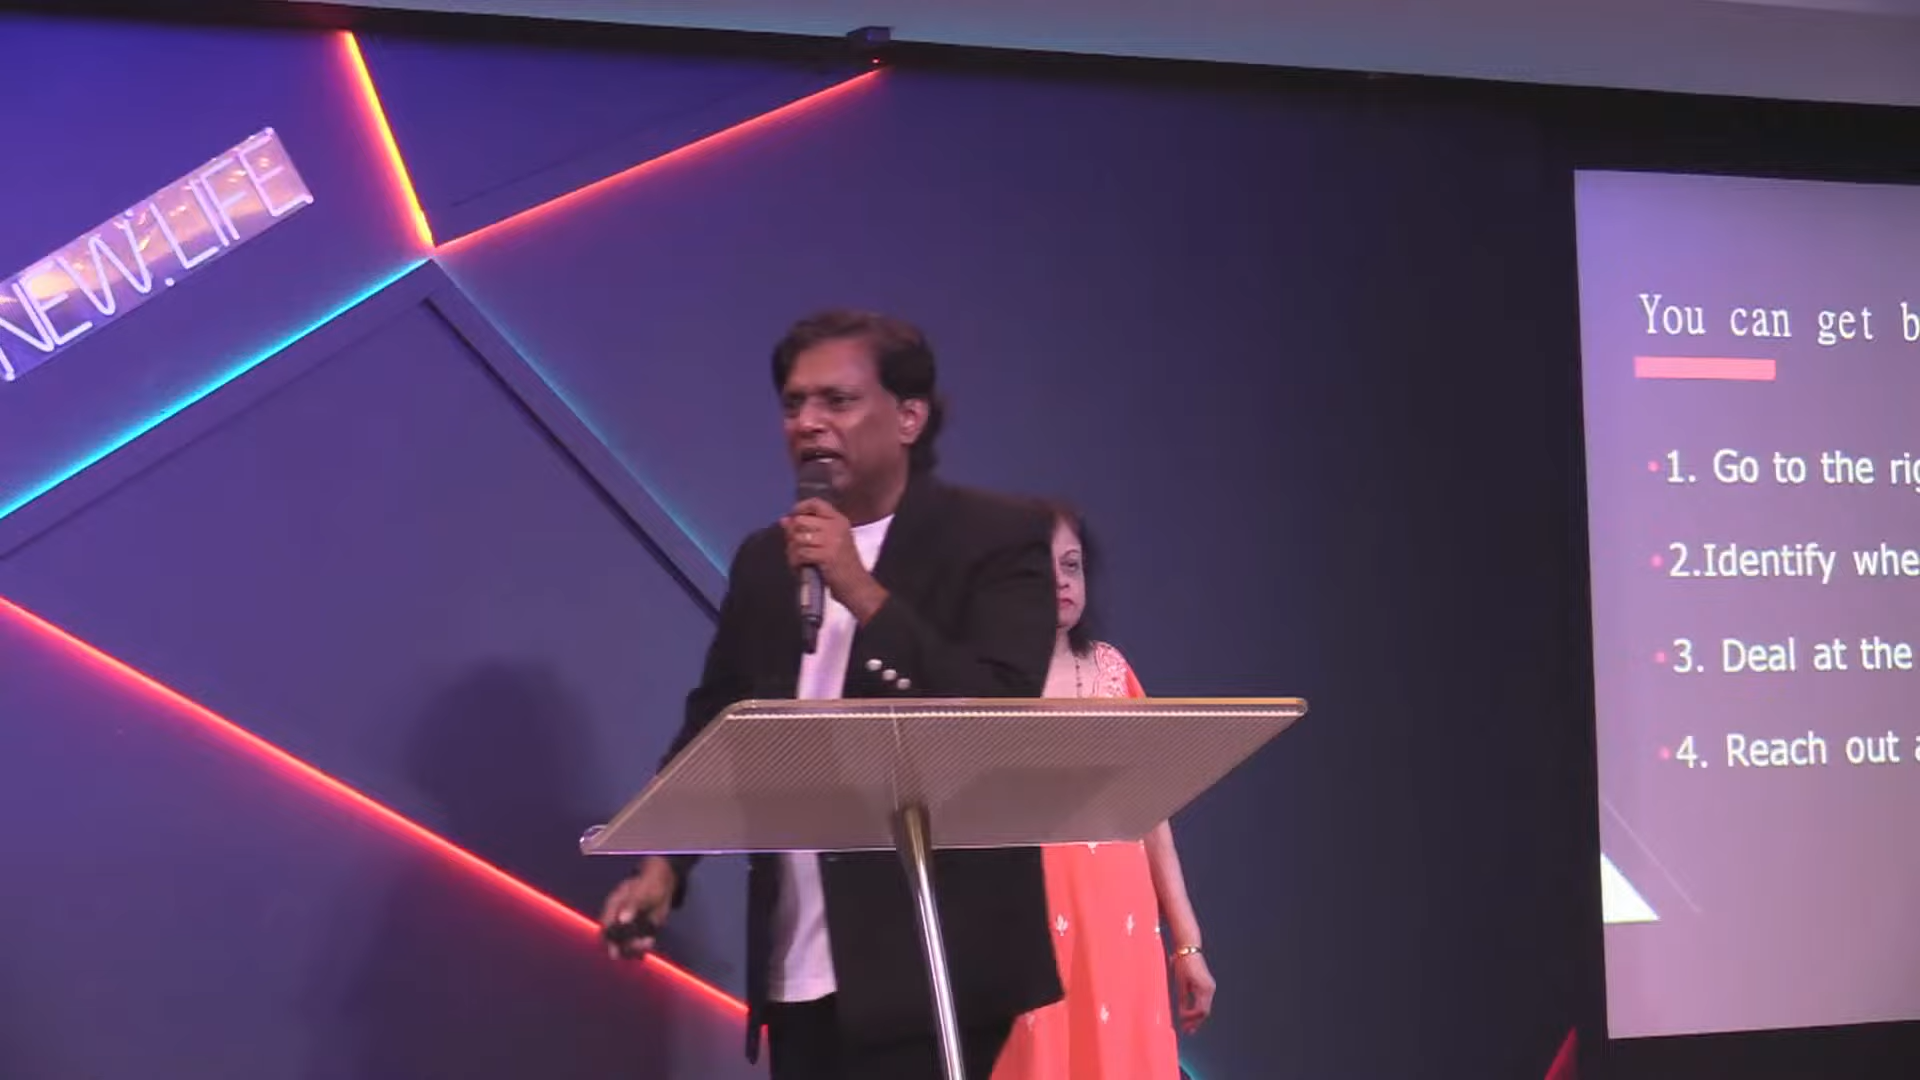 NEW.LIFE
You can get
1. Go to the
2.Identify
3. Deal at the
4. Reach out